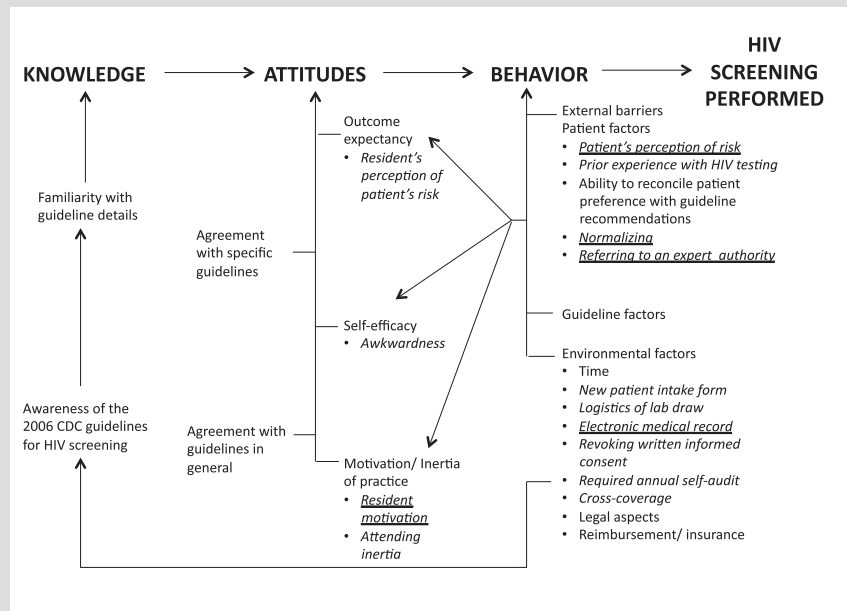 KNOWLEDGE
ATTITUDES
BEHAVIOR
HIV
SCREENING
PERFORMED
Familiarity with
guideline details
Awareness of the
2006 CDC guidelines
for HIV screening
Agreement
with specific
guidelines
Agreement with
guidelines in
general
Outcome
expectancy
• Resident's
perception of
patient's risk
Self-efficacy
• Awkwardness
Motivation/ Inertia
of practice
• Resident
motivation
• Attending
inertia
External barriers
Patient factors
• Patient's perception of risk
• Prior experience with HIV testing
• Ability to reconcile patient
preference with guideline
recommendations
• Normalizing
• Referring to an expert authority
Guideline factors
Environmental factors
• Time
• New patient intake form
• Logistics of lab draw
• Electronic medical record
• Revoking written informed
consent
• Required annual self-audit
• Cross-coverage
• Legal aspects
• Reimbursement/ insurance